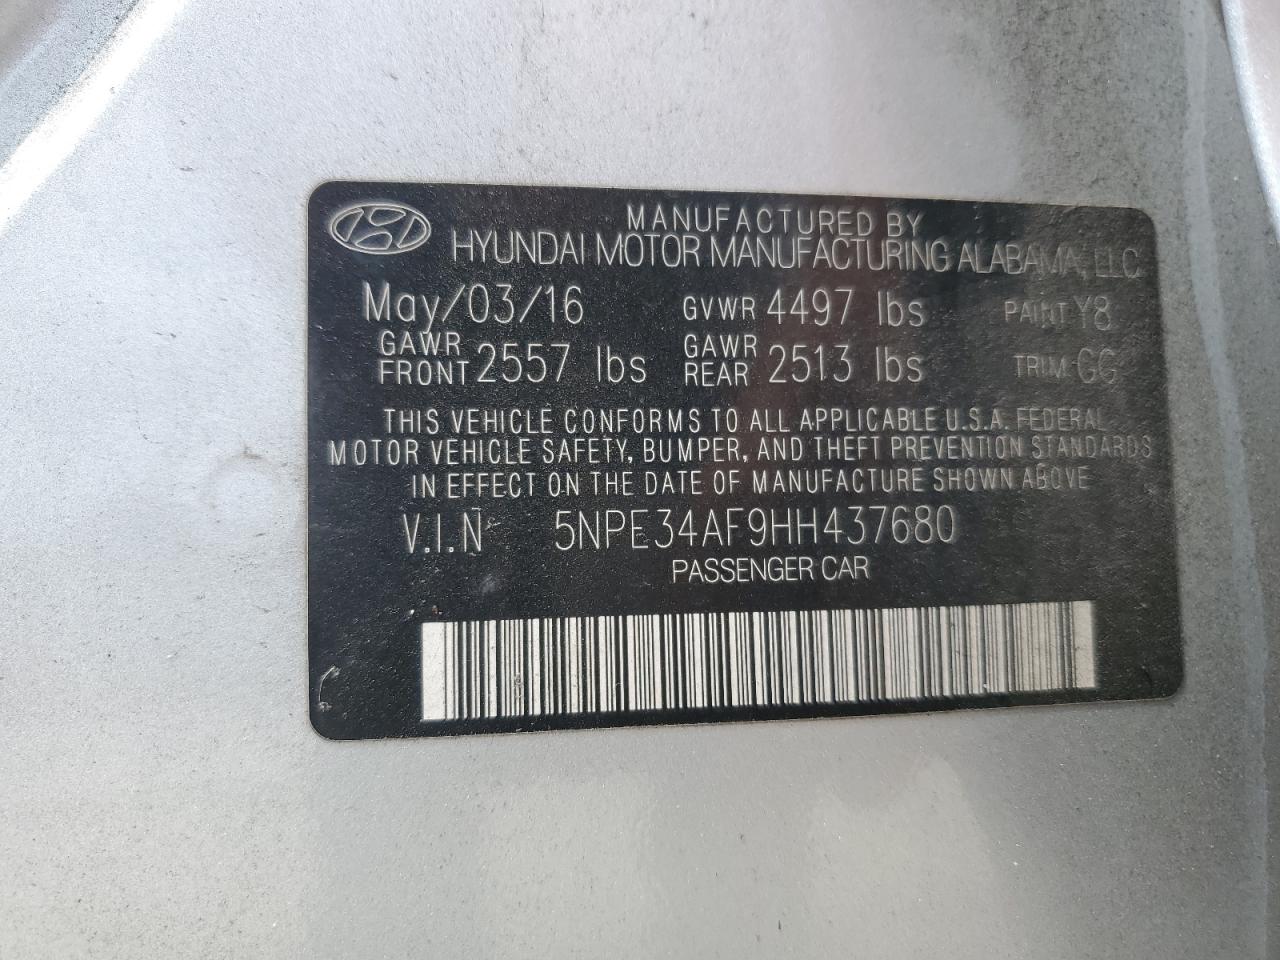 MANUFACTURED BY
HYUNDAI MOTOR MANUFACTURING ALABAMA, LLC
May/03/16 GVWR 4497 lbs PAINT: Y8
GAWR FRONT 2557 lbs GAWR REAR 2513 lbs TRIM: GG
THIS VEHICLE CONFORMS TO ALL APPLICABLE U.S.A. FEDERAL
MOTOR VEHICLE SAFETY, BUMPER, AND THEFT PREVENTION STANDARDS
IN EFFECT ON THE DATE OF MANUFACTURE SHOWN ABOVE
V.I.N: 5NPE34AF9HH437680
PASSENGER CAR